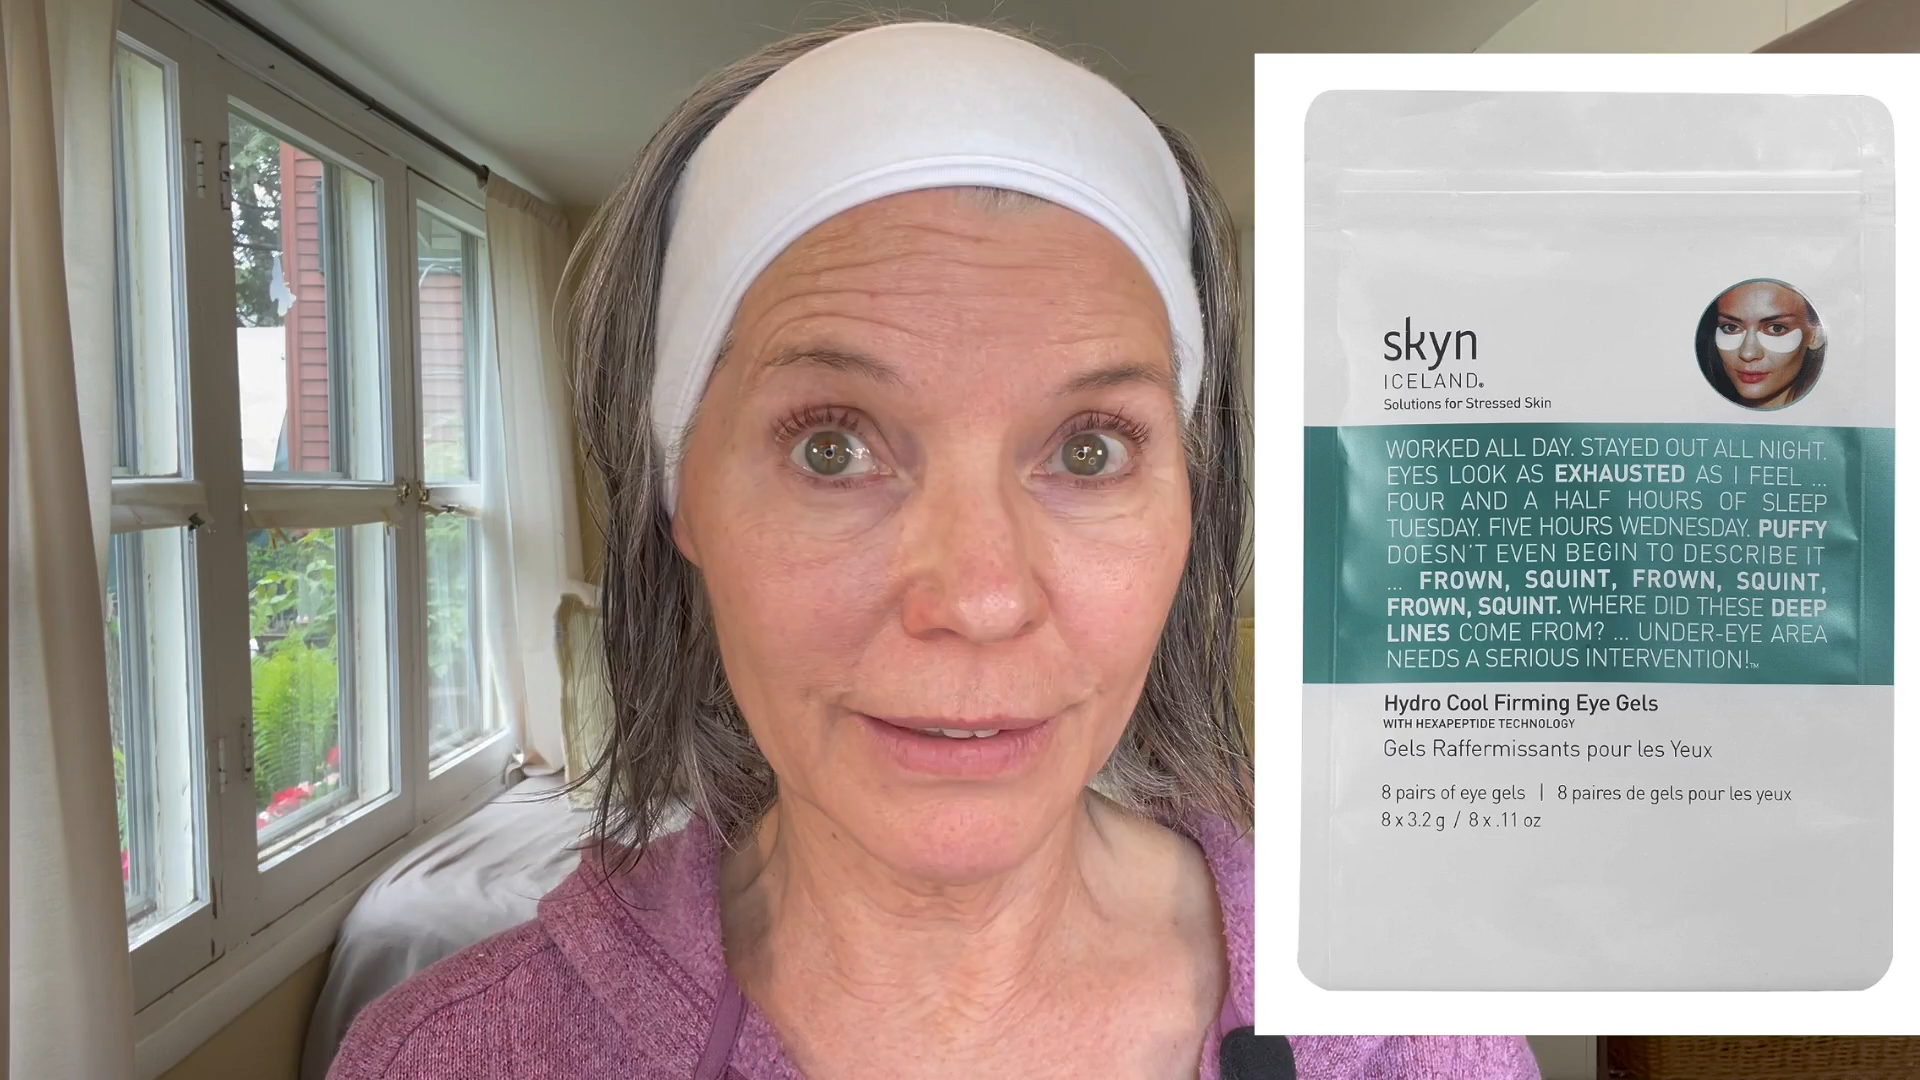 skyn
ICELAND®
Solutions for Stressed Skin
WORKED ALL DAY. STAYED OUT ALL NIGHT.
EYES LOOK AS EXHAUSTED AS I FEEL ...
FOUR AND A HALF HOURS OF SLEEP
TUESDAY. FIVE HOURS WEDNESDAY. PUFFY
DOESN'T EVEN BEGIN TO DESCRIBE IT
... FROWN, SQUINT, FROWN, SQUINT,
FROWN, SQUINT. WHERE DID THESE DEEP
LINES COME FROM? ... UNDER-EYE AREA
NEEDS A SERIOUS INTERVENTION!™
Hydro Cool Firming Eye Gels
WITH HEXAPEPTIDE TECHNOLOGY
Gels Raffermissants pour les Yeux
8 pairs of eye gels | 8 paires de gels pour les yeux
8 x 3.2 g / 8 x .11 oz